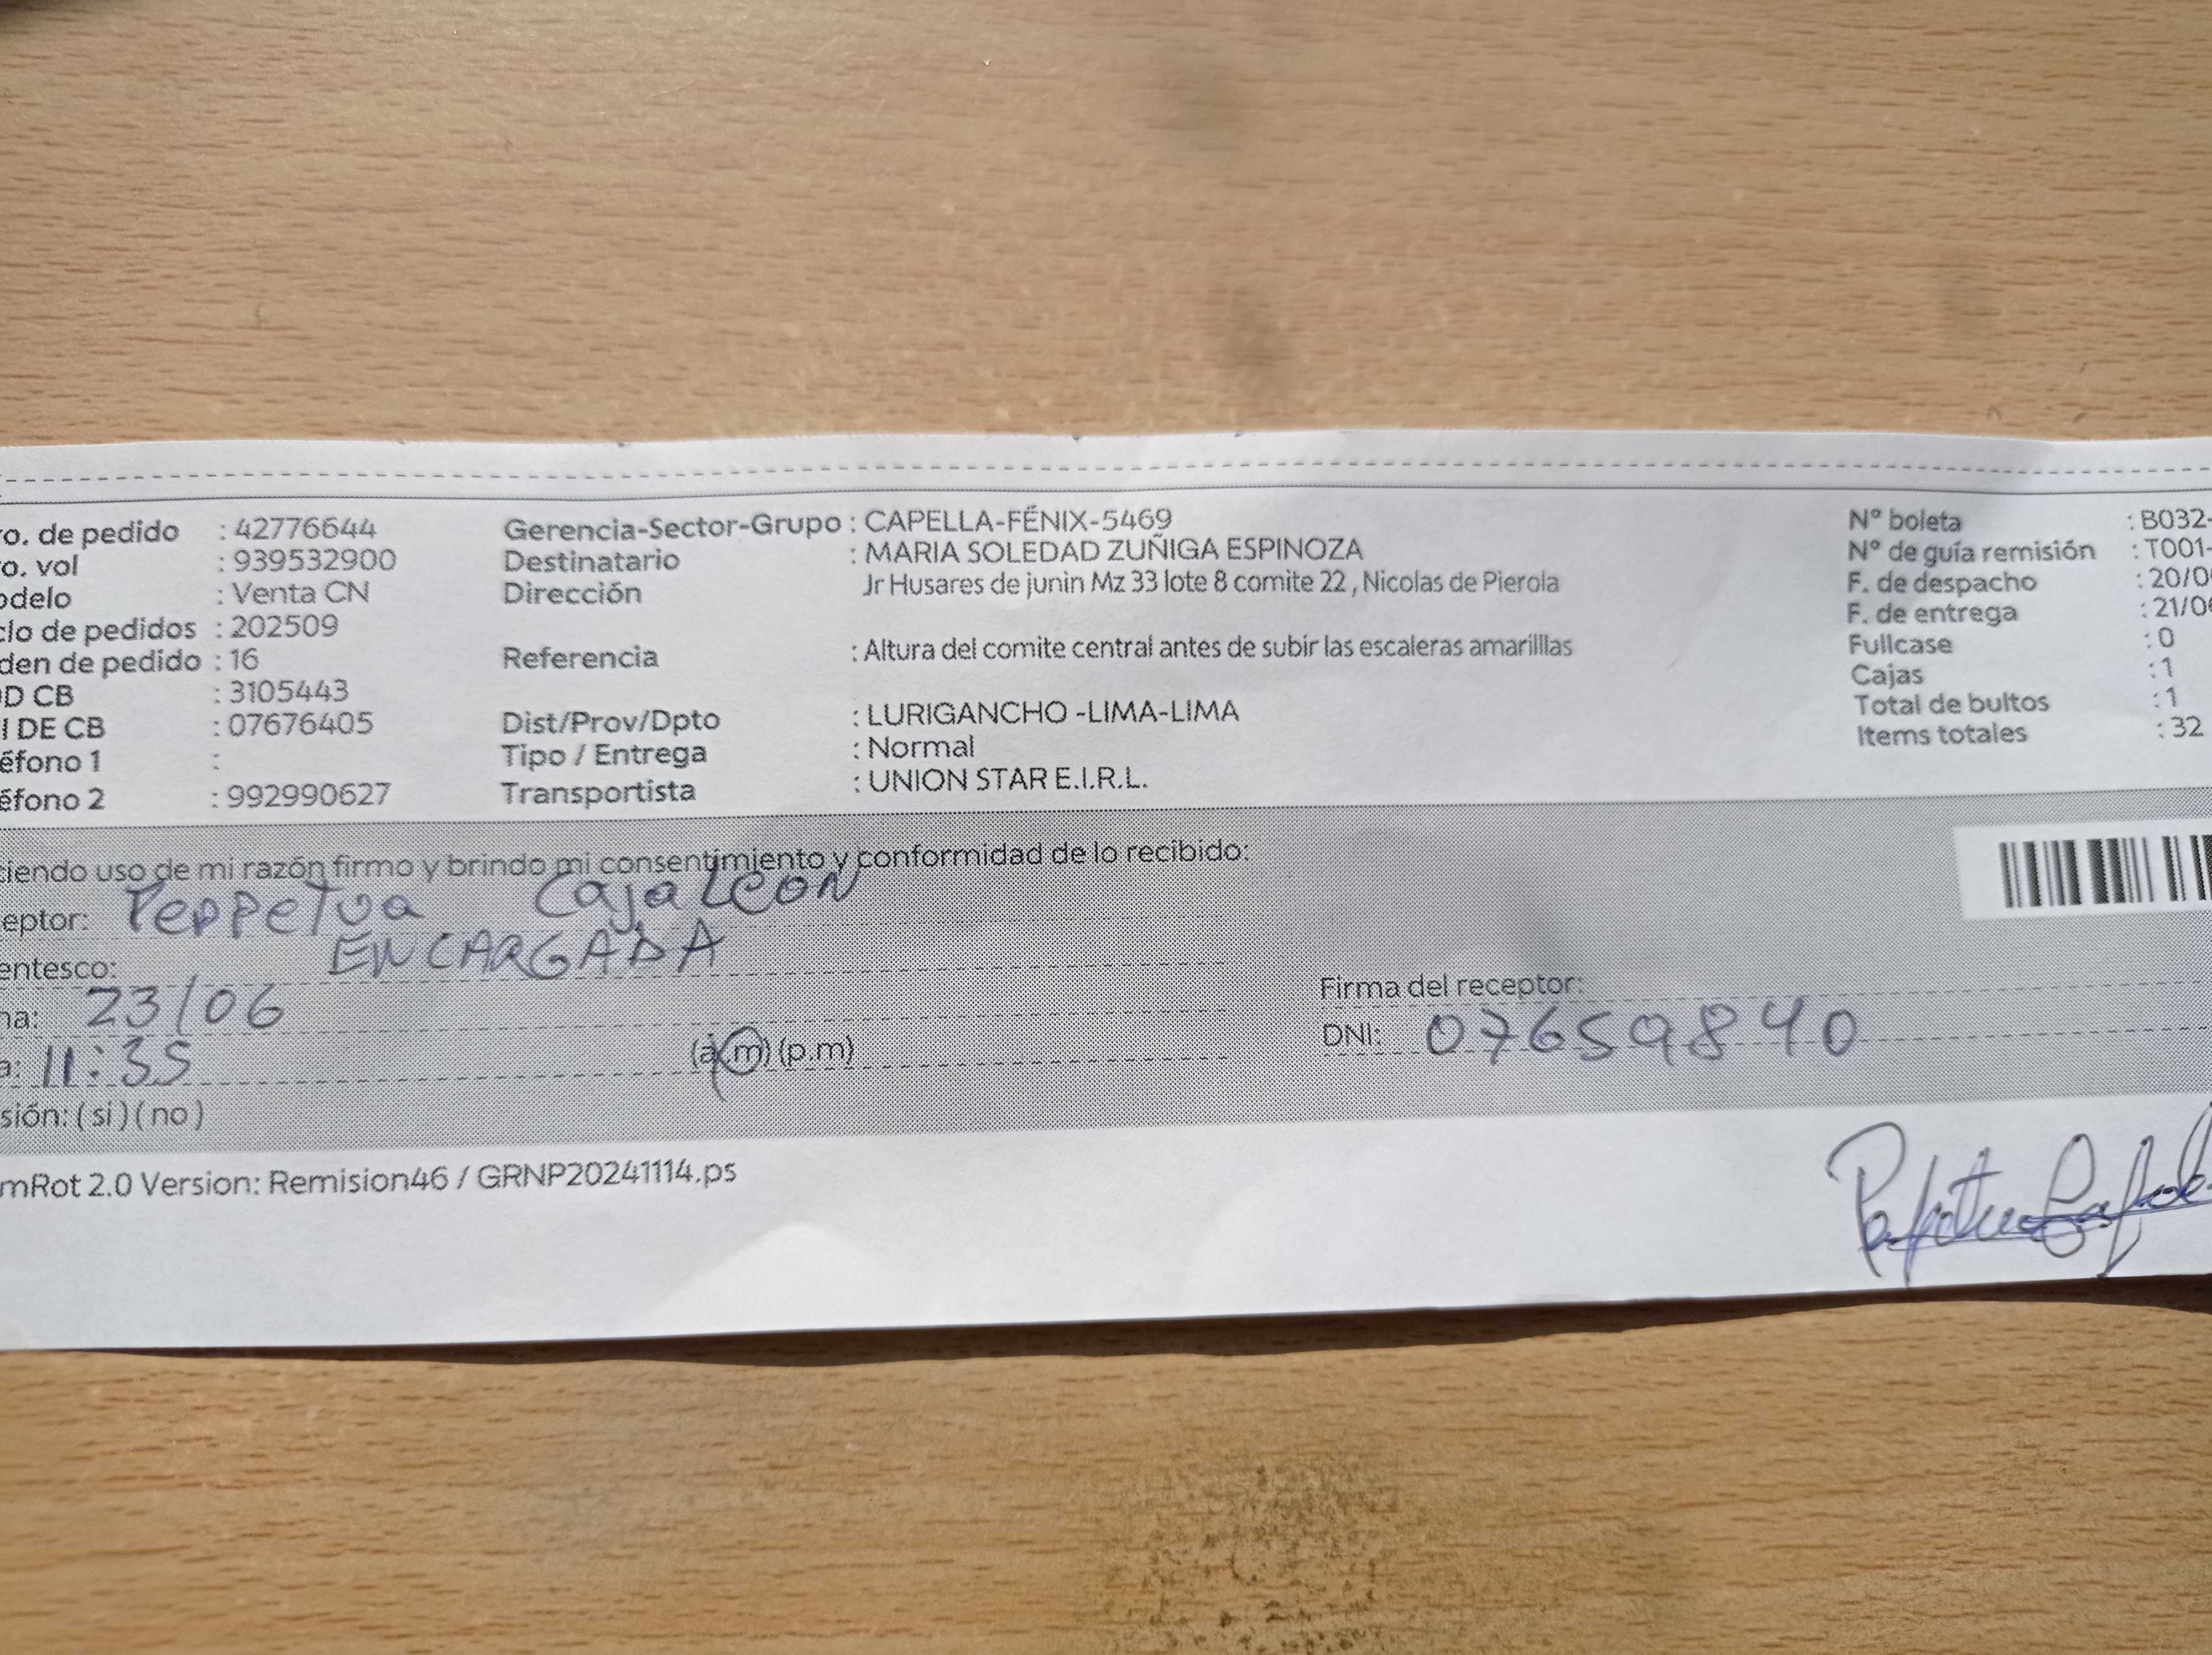 ro. de pedido : 42776644 Gerencia-Sector-Grupo : CAPELLA-FÉNIX-5469 N° boleta : B032-
ro. vol : 939532900 Destinatario : MARIA SOLEDAD ZUÑIGA ESPINOZA N° de guía remisión : T001-
odelo : Venta CN Dirección Jr Husares de junin Mz 33 lote 8 comite 22 , Nicolas de Pierola F. de despacho : 20/0
clo de pedidos : 202509 F. de entrega : 21/06
den de pedido : 16 Referencia : Altura del comite central antes de subir las escaleras amarilllas Fullcase : 0
D CB : 3105443 Cajas : 1
I DE CB : 07676405 Dist/Prov/Dpto : LURIGANCHO -LIMA-LIMA Total de bultos : 1
éfono 1 : Tipo / Entrega : Normal Items totales : 32
éfono 2 : 992990627 Transportista : UNION STAR E.I.R.L.
ciendo uso de mi razón firmo y brindo mi consentimiento y conformidad de lo recibido:
eptor: Perpetua Caja Leon
entesco: ENCARGADA
Firma del receptor:
ha: 23/06
DNI: 07659840
a: 11:35 (a.m) (p.m)
sión: ( si ) ( no )
mRot 2.0 Version: Remision46 / GRNP20241114.ps